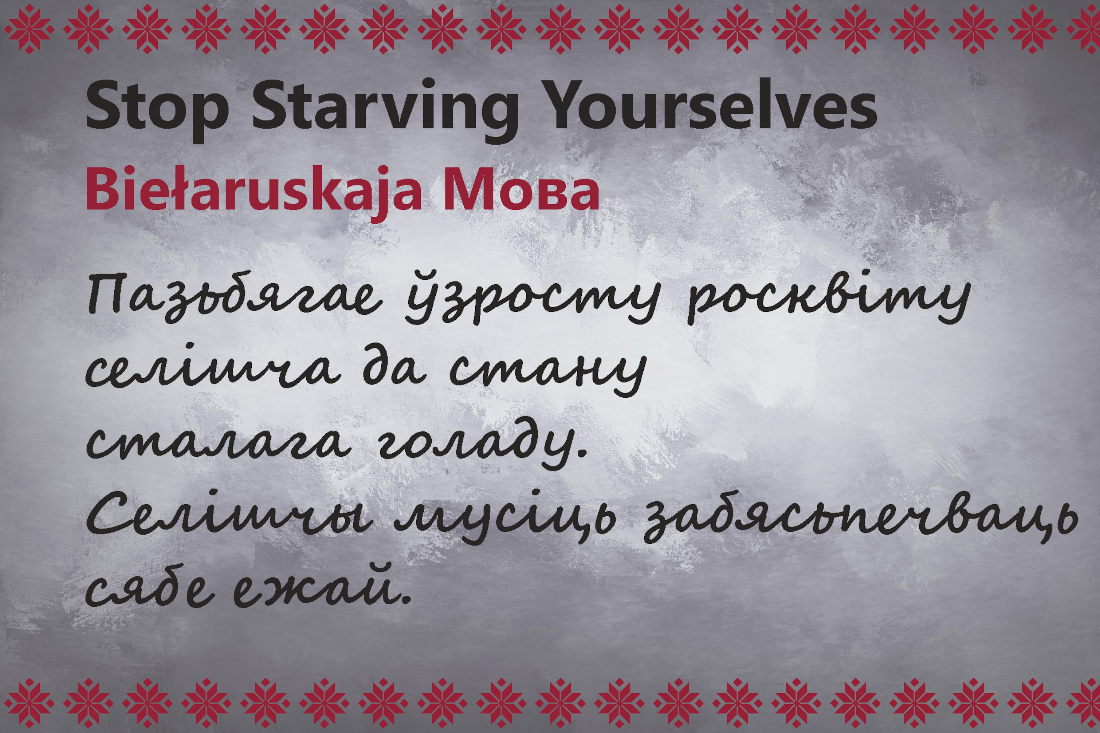 Stop Starving Yourselves
Biełaruskaja Мова
Пазьбягае ўзросту росквіту
селішча да стану
сталага голаду.
Селішчы мусіць забясьпечваць
сябе ежай.